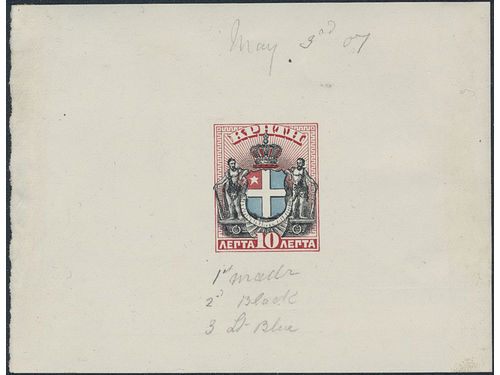 May 3rd 07
ΚΡΗΤΗ
ΛΕΠΤΑ 10 ΛΕΠΤΑ
1st madr
2d Black
3 Lt Blue